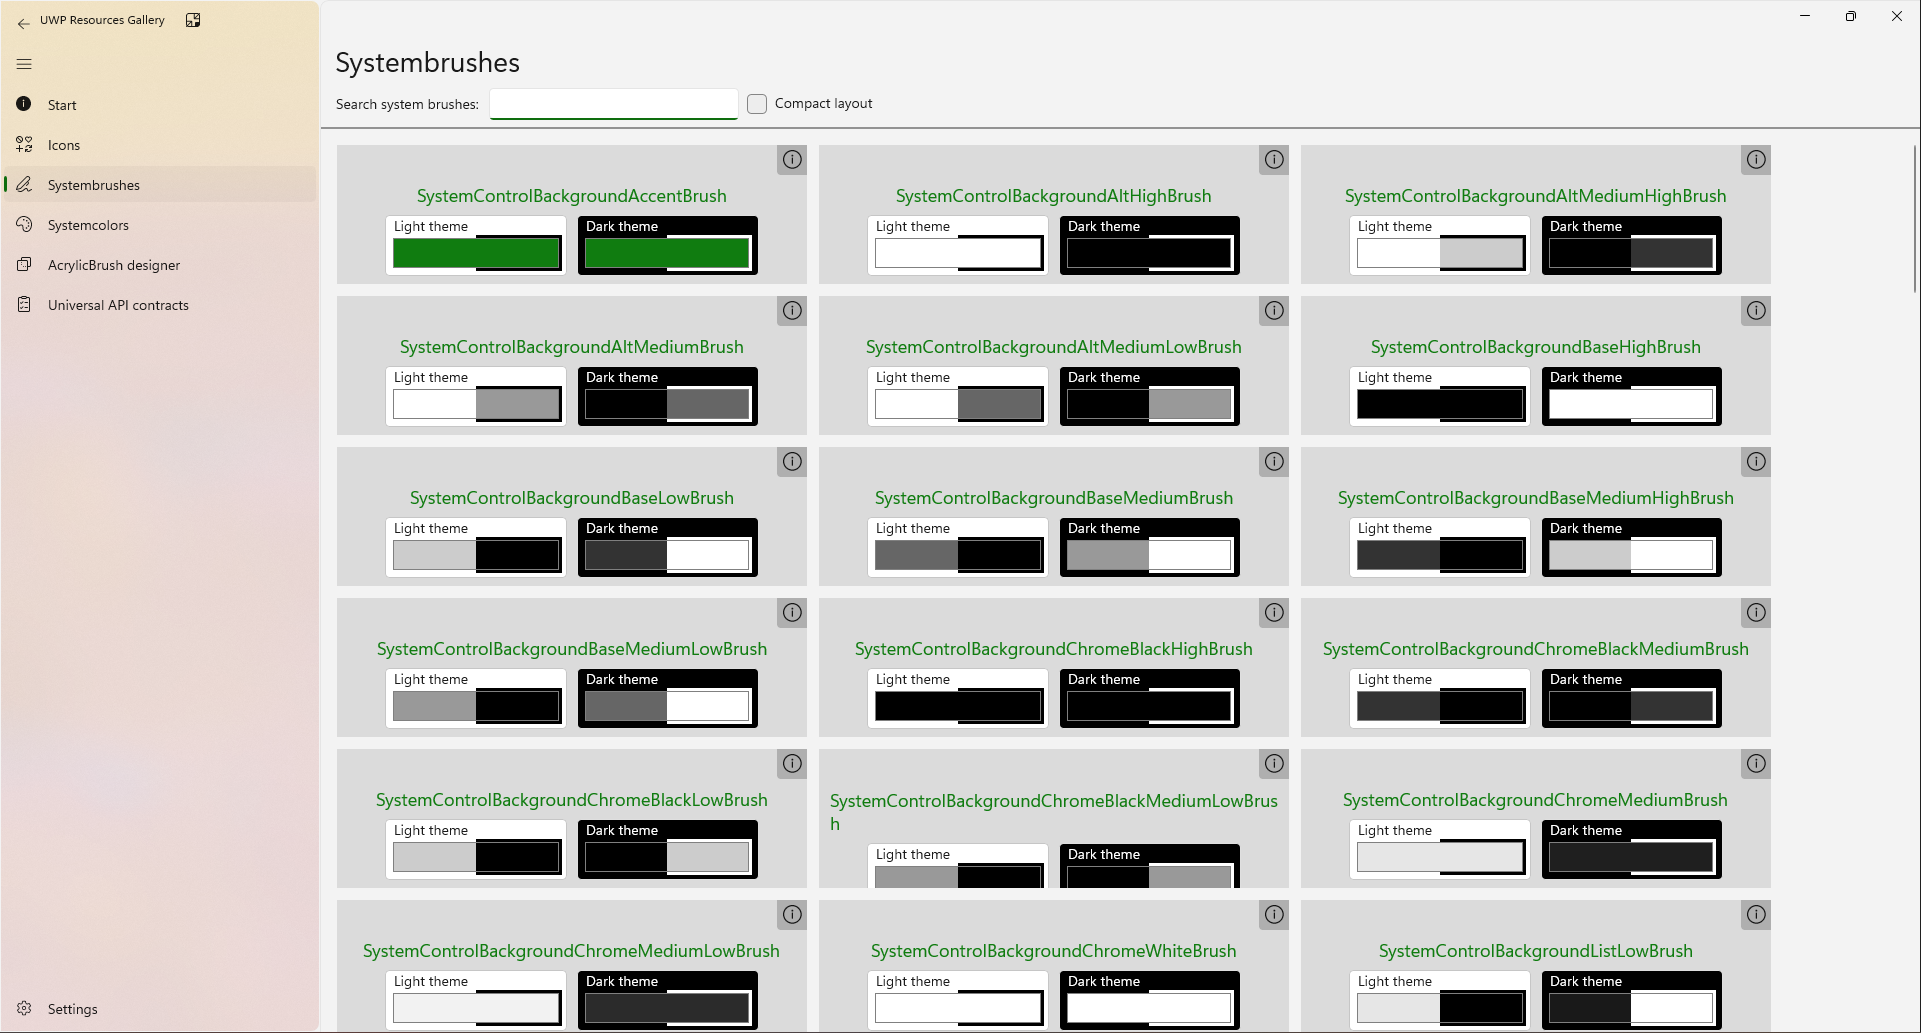 UWP Resources Gallery
Start
Icons
Systembrushes
Systemcolors
AcrylicBrush designer
Universal API contracts
Settings
Systembrushes
Search system brushes:
Compact layout
SystemControlBackgroundAccentBrush
Light theme
Dark theme
SystemControlBackgroundAltHighBrush
Light theme
Dark theme
SystemControlBackgroundAltMediumHighBrush
Light theme
Dark theme
SystemControlBackgroundAltMediumBrush
Light theme
Dark theme
SystemControlBackgroundAltMediumLowBrush
Light theme
Dark theme
SystemControlBackgroundBaseHighBrush
Light theme
Dark theme
SystemControlBackgroundBaseLowBrush
Light theme
Dark theme
SystemControlBackgroundBaseMediumBrush
Light theme
Dark theme
SystemControlBackgroundBaseMediumHighBrush
Light theme
Dark theme
SystemControlBackgroundBaseMediumLowBrush
Light theme
Dark theme
SystemControlBackgroundChromeBlackHighBrush
Light theme
Dark theme
SystemControlBackgroundChromeBlackMediumBrush
Light theme
Dark theme
SystemControlBackgroundChromeBlackLowBrush
Light theme
Dark theme
SystemControlBackgroundChromeBlackMediumLowBrus
h
Light theme
Dark theme
SystemControlBackgroundChromeMediumBrush
Light theme
Dark theme
SystemControlBackgroundChromeMediumLowBrush
Light theme
Dark theme
SystemControlBackgroundChromeWhiteBrush
Light theme
Dark theme
SystemControlBackgroundListLowBrush
Light theme
Dark theme